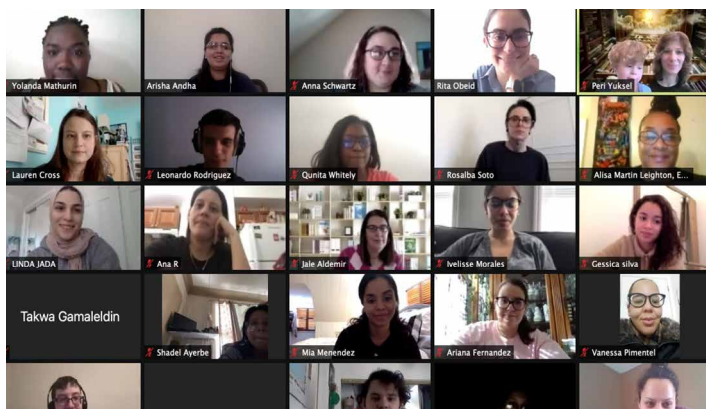 Yolanda Mathurin
Arisha Andha
Anna Schwartz
Rita Obeid
Peri Yuksel
Lauren Cross
Leonardo Rodriguez
Qunita Whitely
Rosalba Soto
Alisa Martin Leighton, E...
LINDA JADA
Ana R
Jale Aldemir
Ivelisse Morales
Gessica silva
Takwa Gamaleldin
Shadel Ayerbe
Mia Menendez
Ariana Fernandez
Vanessa Pimentel